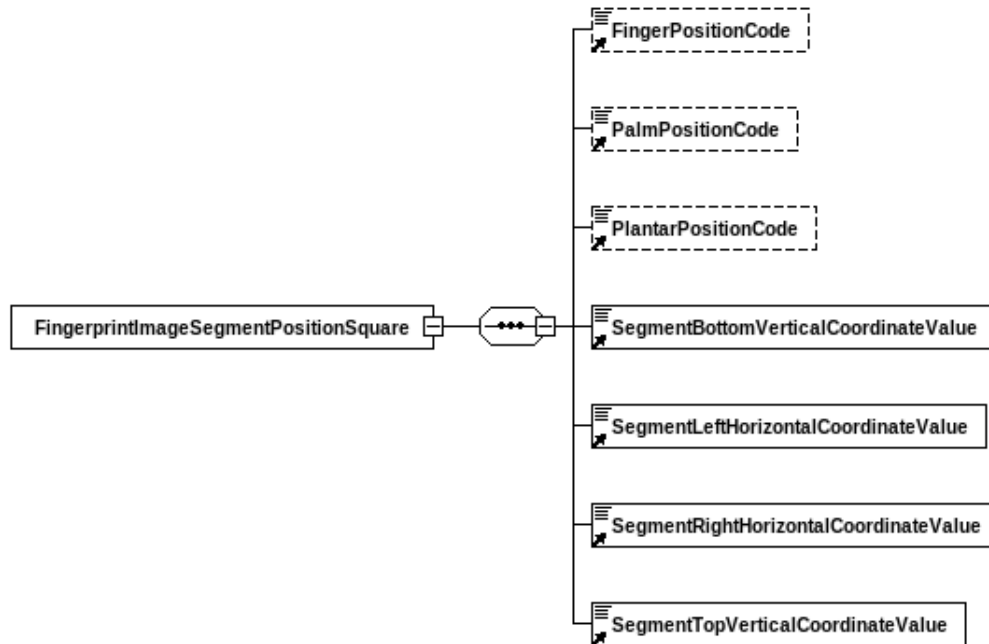 FingerPositionCode
PalmPositionCode
PlantarPositionCode
FingerprintImageSegmentPositionSquare
SegmentBottomVerticalCoordinateValue
SegmentLeftHorizontalCoordinateValue
SegmentRightHorizontalCoordinateValue
SegmentTopVerticalCoordinateValue